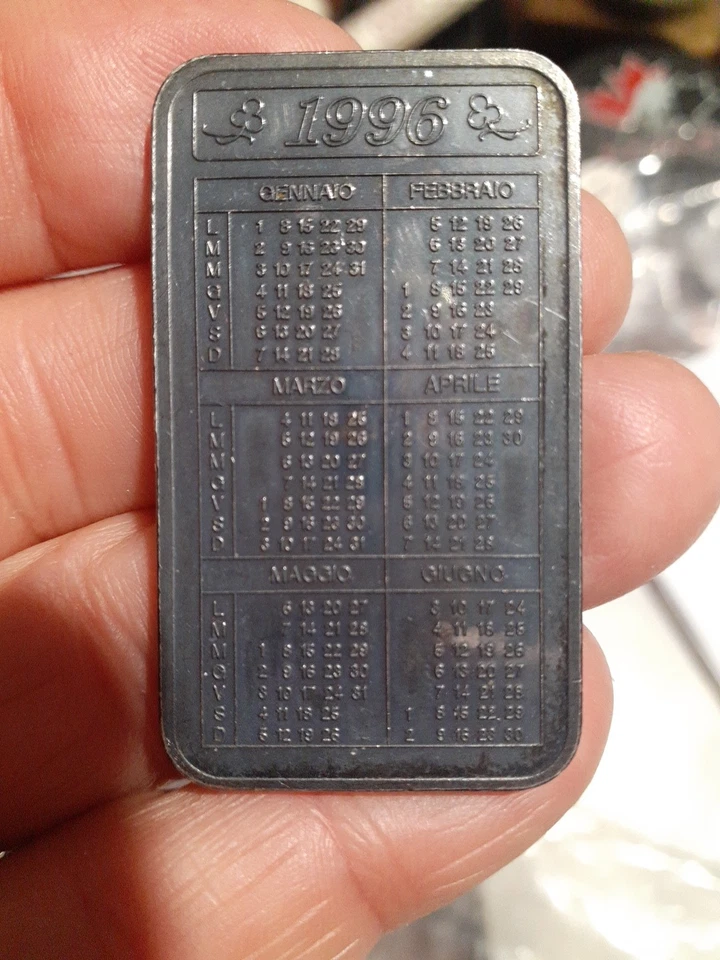 1996
GENNAIO FEBBRAIO
L 1 8 15 22 29 5 12 19 26
M 2 9 16 23 30 6 13 20 27
M 3 10 17 24 31 7 14 21 28
G 4 11 18 25 1 8 15 22 29
V 5 12 19 26 2 9 16 23
S 6 13 20 27 3 10 17 24
D 7 14 21 28 4 11 18 25
MARZO APRILE
L 4 11 18 25 1 8 15 22 29
M 5 12 19 26 2 9 16 23 30
M 6 13 20 27 3 10 17 24
G 7 14 21 28 4 11 18 25
V 1 8 15 22 29 5 12 19 26
S 2 9 16 23 30 6 13 20 27
D 3 10 17 24 31 7 14 21 28
MAGGIO GIUGNO
L 6 13 20 27 3 10 17 24
M 7 14 21 28 4 11 18 25
M 1 8 15 22 29 5 12 19 26
G 2 9 16 23 30 6 13 20 27
V 3 10 17 24 31 7 14 21 28
S 4 11 18 25 1 8 15 22 29
D 5 12 19 26 2 9 16 23 30